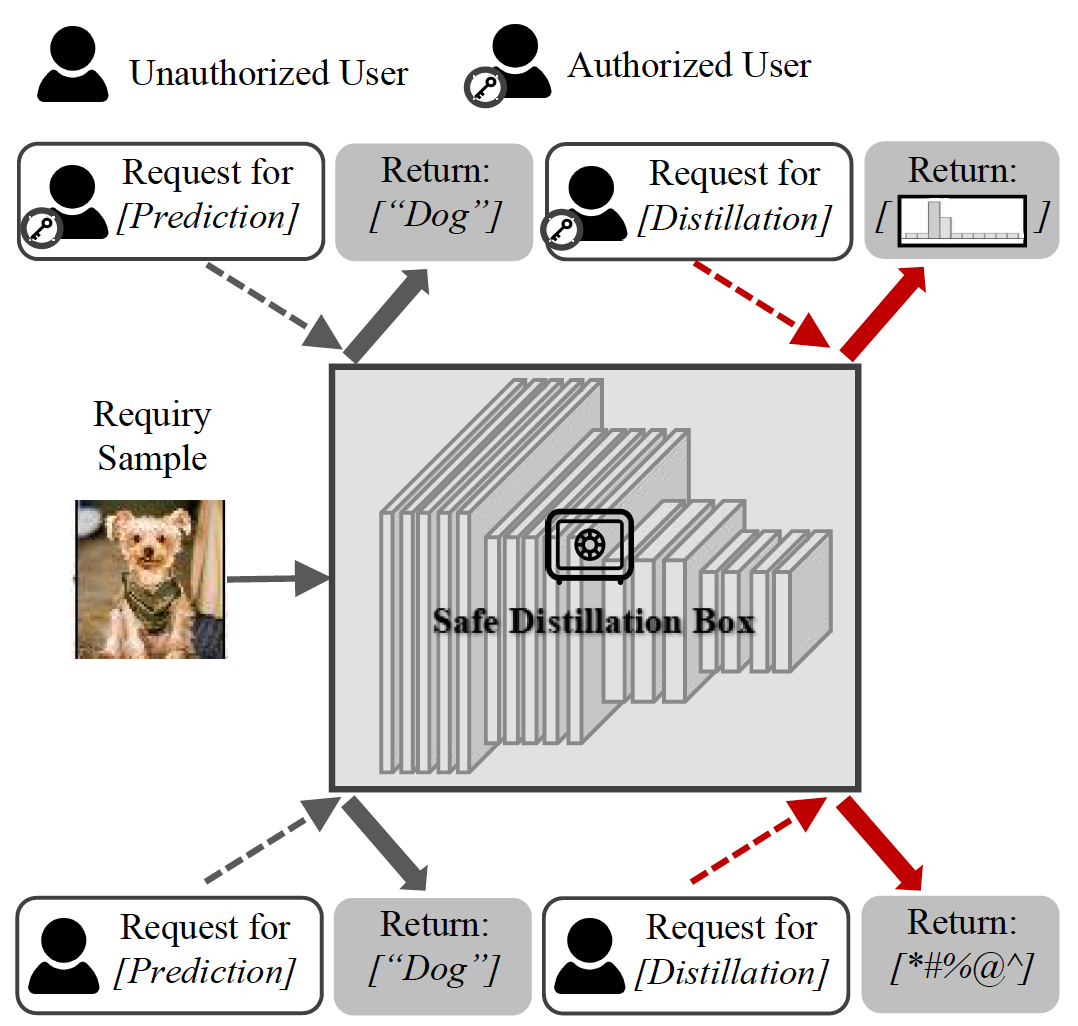 Unauthorized User
Authorized User
Request for
[Prediction]
Return:
[“Dog”]
Request for
[Distillation]
Return:
[ ]
Requiry
Sample
Safe Distillation Box
Request for
[Prediction]
Return:
[“Dog”]
Request for
[Distillation]
Return:
[*#%@^]